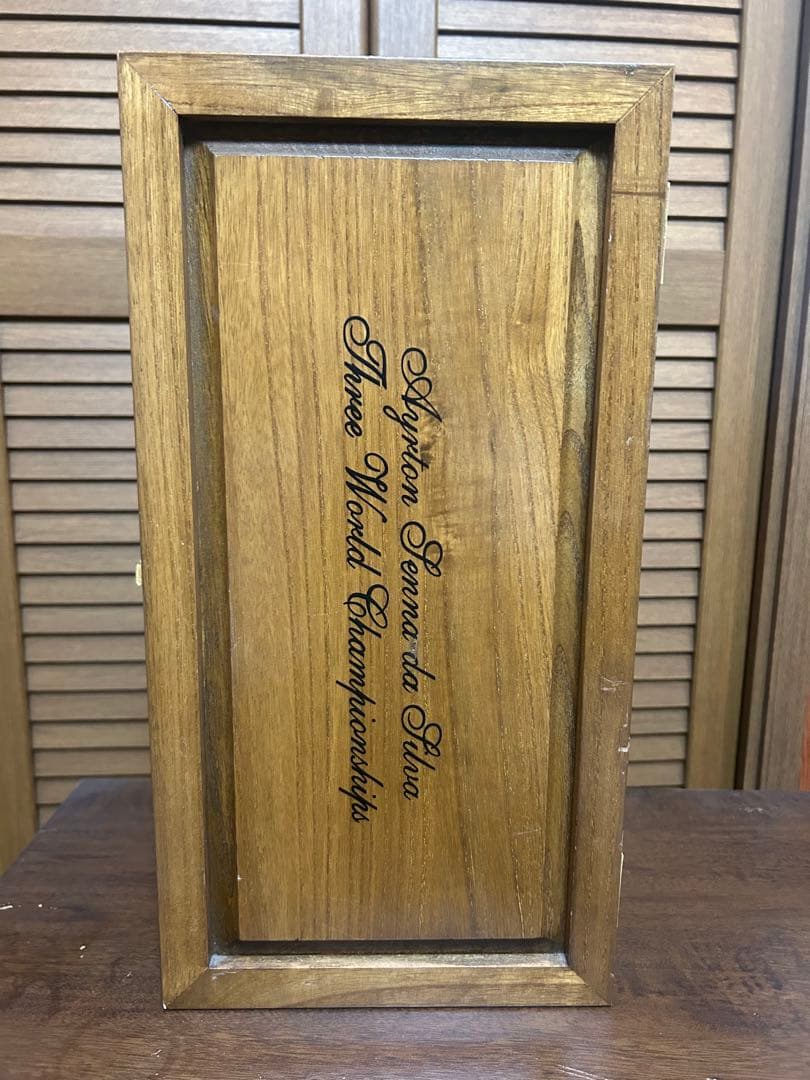 Ayrton Senna da Silva
Three World Championships